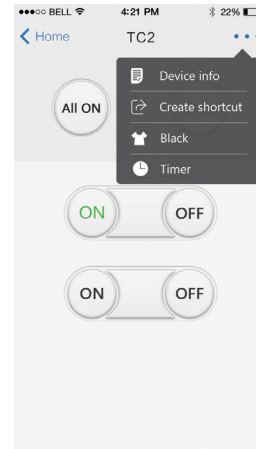 ●●●○○ BELL 4:21 PM 22%
Home TC2 •••
Device info
All ON
Create shortcut
Black
Timer
ON OFF
ON OFF